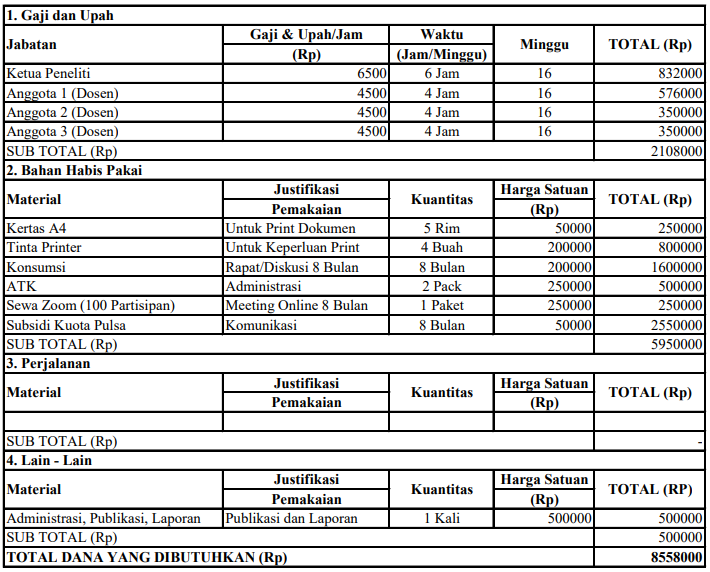 1. Gaji dan Upah
Jabatan Gaji & Upah/Jam (Rp) Waktu (Jam/Minggu) Minggu TOTAL (Rp)
Ketua Peneliti 6500 6 Jam 16 832000
Anggota 1 (Dosen) 4500 4 Jam 16 576000
Anggota 2 (Dosen) 4500 4 Jam 16 350000
Anggota 3 (Dosen) 4500 4 Jam 16 350000
SUB TOTAL (Rp) 2108000
2. Bahan Habis Pakai
Material Justifikasi Pemakaian Kuantitas Harga Satuan (Rp) TOTAL (Rp)
Kertas A4 Untuk Print Dokumen 5 Rim 50000 250000
Tinta Printer Untuk Keperluan Print 4 Buah 200000 800000
Konsumsi Rapat/Diskusi 8 Bulan 8 Bulan 200000 1600000
ATK Administrasi 2 Pack 250000 500000
Sewa Zoom (100 Partisipan) Meeting Online 8 Bulan 1 Paket 250000 250000
Subsidi Kuota Pulsa Komunikasi 8 Bulan 50000 2550000
SUB TOTAL (Rp) 5950000
3. Perjalanan
Material Justifikasi Pemakaian Kuantitas Harga Satuan (Rp) TOTAL (Rp)
SUB TOTAL (Rp) -
4. Lain - Lain
Material Justifikasi Pemakaian Kuantitas Harga Satuan (Rp) TOTAL (RP)
Administrasi, Publikasi, Laporan Publikasi dan Laporan 1 Kali 500000 500000
SUB TOTAL (Rp) 500000
TOTAL DANA YANG DIBUTUHKAN (Rp) 8558000